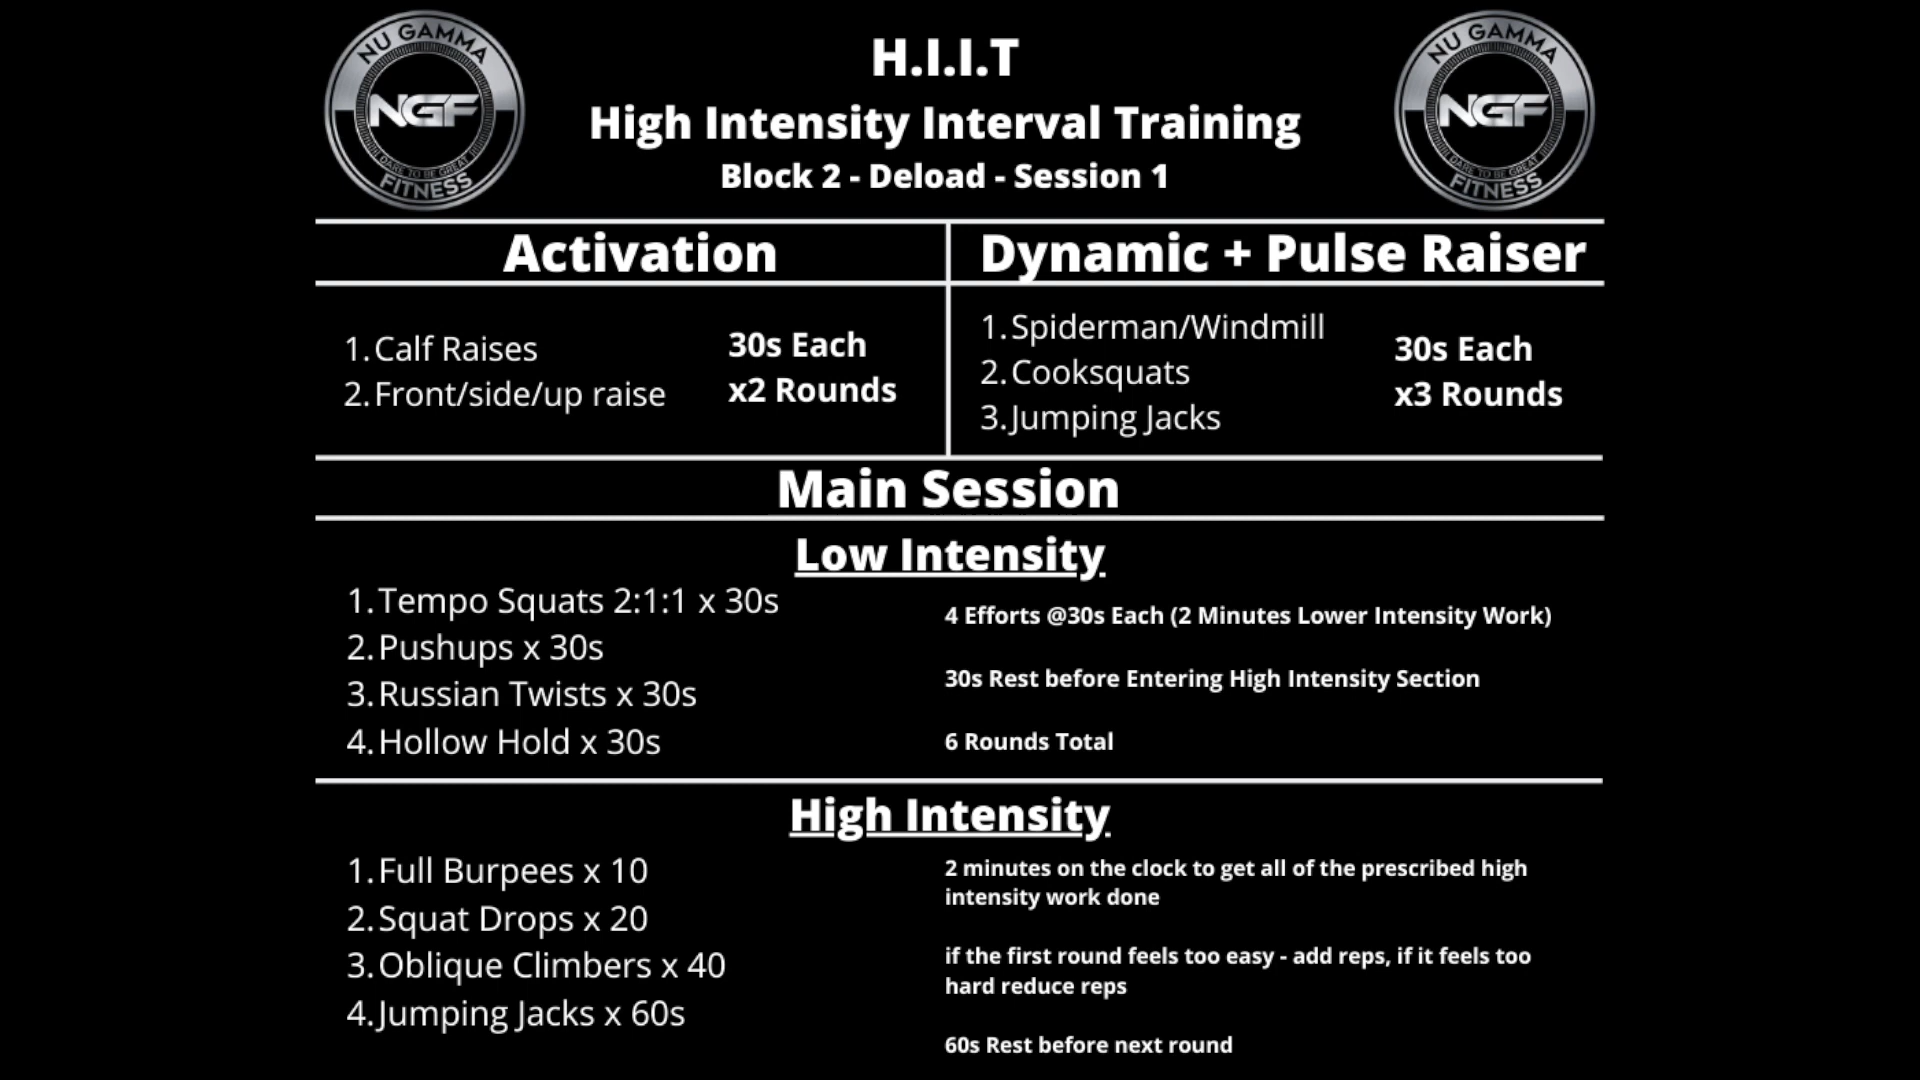 NU GAMMA
NGF
DARE TO BE GREAT
FITNESS
H.I.I.T
High Intensity Interval Training
Block 2 - Deload - Session 1
NU GAMMA
NGF
DARE TO BE GREAT
FITNESS
Activation
1. Calf Raises
2. Front/side/up raise
30s Each
x2 Rounds
Dynamic + Pulse Raiser
1. Spiderman/Windmill
2. Cooksquats
3. Jumping Jacks
30s Each
x3 Rounds
Main Session
Low Intensity
1. Tempo Squats 2:1:1 x 30s
2. Pushups x 30s
3. Russian Twists x 30s
4. Hollow Hold x 30s
4 Efforts @30s Each (2 Minutes Lower Intensity Work)
30s Rest before Entering High Intensity Section
6 Rounds Total
High Intensity
1. Full Burpees x 10
2. Squat Drops x 20
3. Oblique Climbers x 40
4. Jumping Jacks x 60s
2 minutes on the clock to get all of the prescribed high
intensity work done
if the first round feels too easy - add reps, if it feels too
hard reduce reps
60s Rest before next round